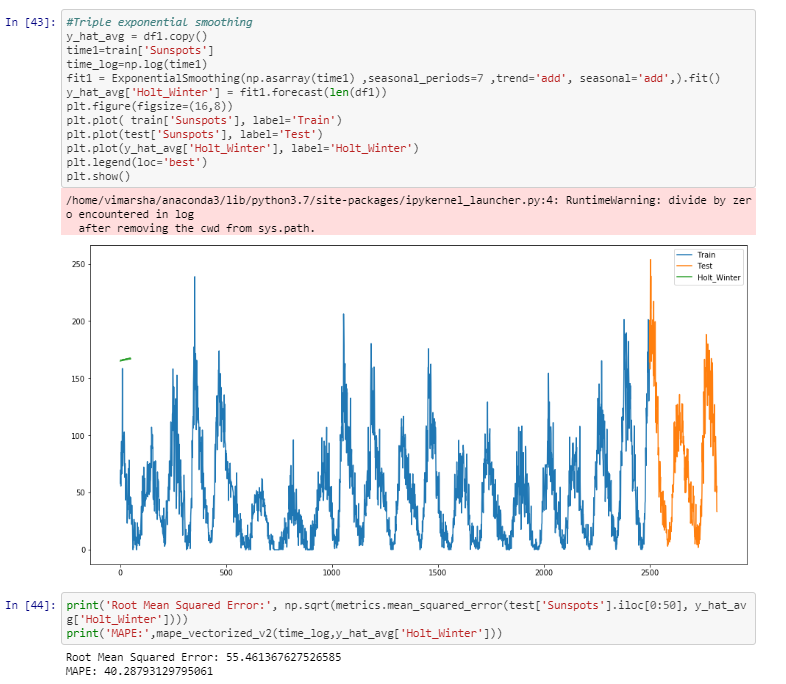 In [43]: #Triple exponential smoothing
y_hat_avg = df1.copy()
time1=train['Sunspots']
time_log=np.log(time1)
fit1 = ExponentialSmoothing(np.asarray(time1) ,seasonal_periods=7 ,trend='add', seasonal='add',).fit()
y_hat_avg['Holt_Winter'] = fit1.forecast(len(df1))
plt.figure(figsize=(16,8))
plt.plot( train['Sunspots'], label='Train')
plt.plot(test['Sunspots'], label='Test')
plt.plot(y_hat_avg['Holt_Winter'], label='Holt_Winter')
plt.legend(loc='best')
plt.show()
/home/vimarsha/anaconda3/lib/python3.7/site-packages/ipykernel_launcher.py:4: RuntimeWarning: divide by zer
o encountered in log
after removing the cwd from sys.path.
Train
Test
Holt_Winter
250
200
150
100
50
0
0 500 1000 1500 2000 2500
In [44]: print('Root Mean Squared Error:', np.sqrt(metrics.mean_squared_error(test['Sunspots'].iloc[0:50], y_hat_av
g['Holt_Winter'])))
print('MAPE:',mape_vectorized_v2(time_log,y_hat_avg['Holt_Winter']))
Root Mean Squared Error: 55.461367627526585
MAPE: 40.28793129795061